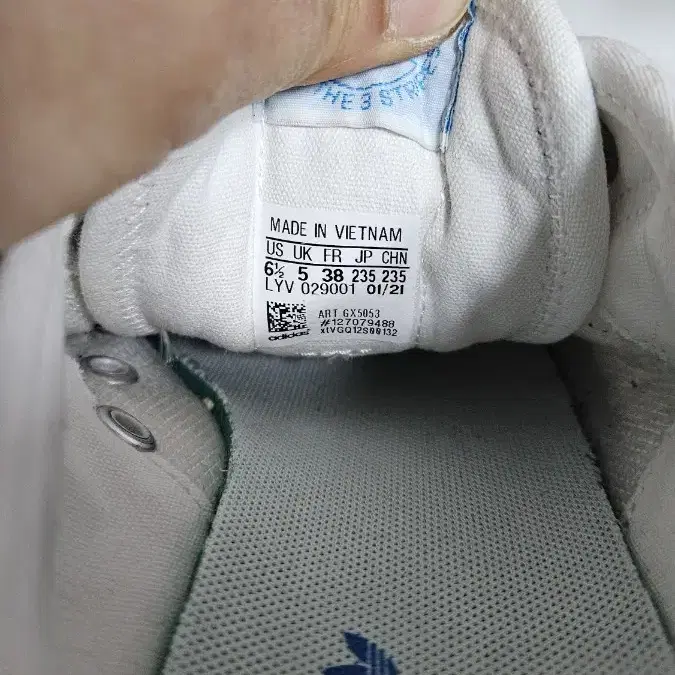 THE 3 STRIPE
MADE IN VIETNAM
US UK FR JP CHN
6½ 5 38 235 235
LYV 029001 01/21
ART GX5053
#127079488
adidas